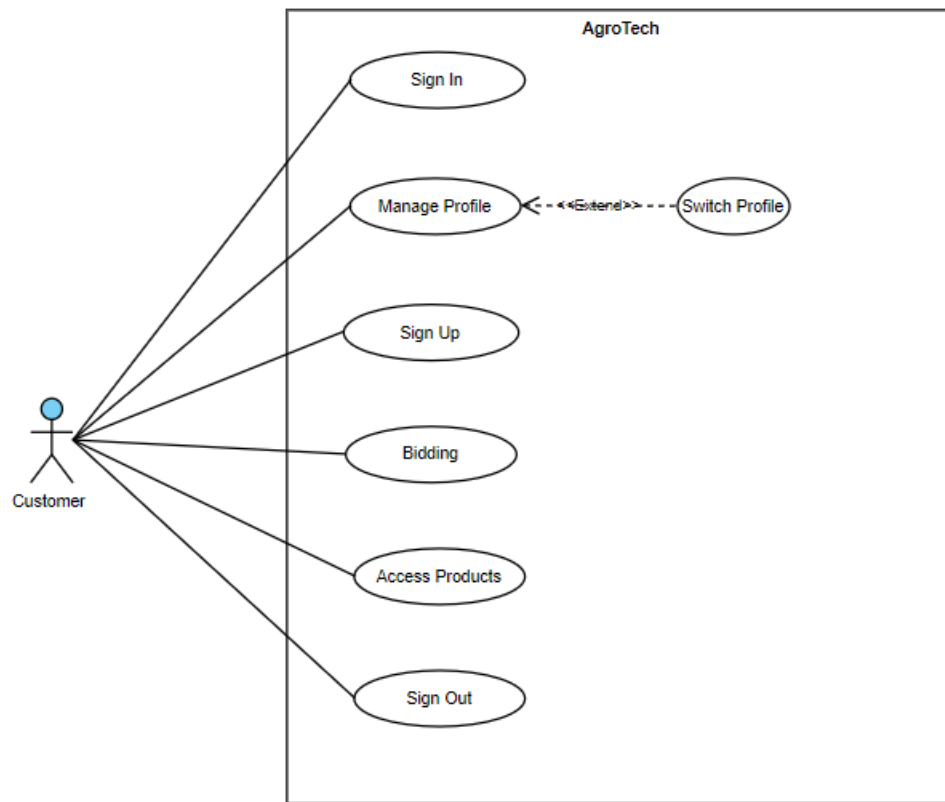 AgroTech
Sign In
Manage Profile
<<Extend>>
Switch Profile
Sign Up
Bidding
Customer
Access Products
Sign Out